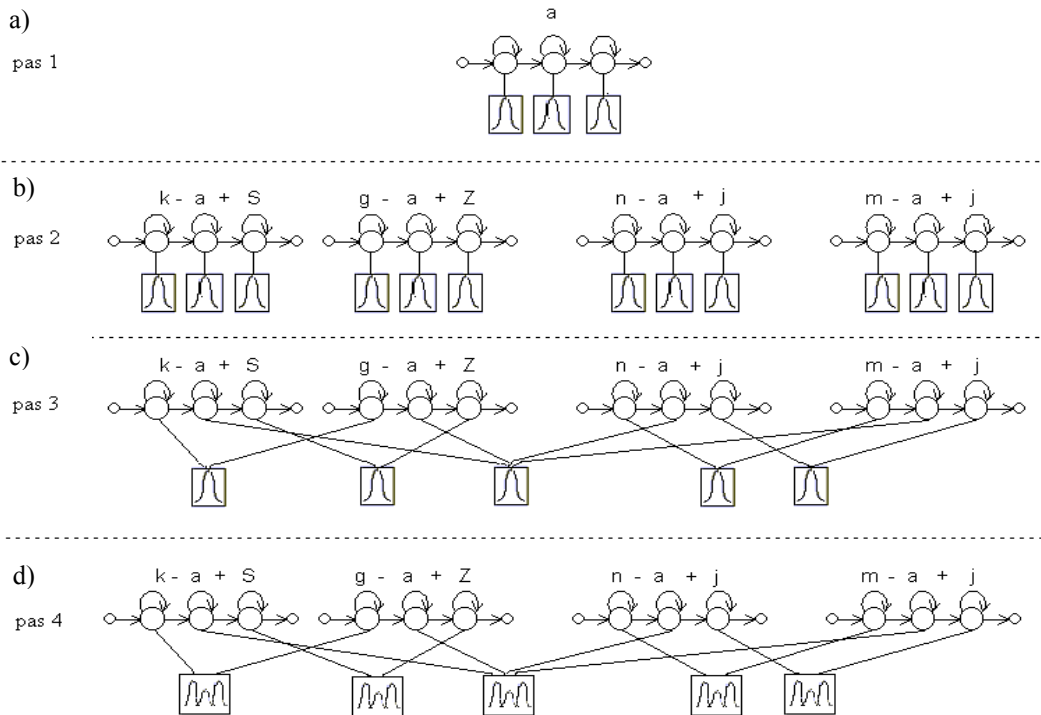 a)
a
pas 1
b)
k - a + S g - a + Z n - a + j m - a + j
pas 2
c)
k - a + S g - a + Z n - a + j m - a + j
pas 3
d)
k - a + S g - a + Z n - a + j m - a + j
pas 4